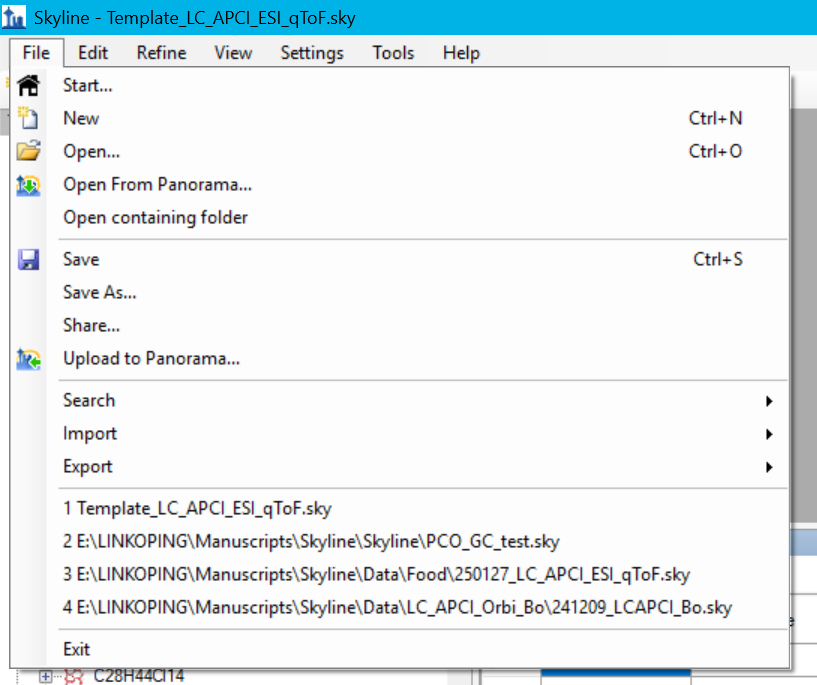 Skyline - Template_LC_APCI_ESI_qToF.sky
File Edit Refine View Settings Tools Help
Start...
New Ctrl+N
Open... Ctrl+O
Open From Panorama...
Open containing folder
Save Ctrl+S
Save As...
Share...
Upload to Panorama...
Search
Import
Export
1 Template_LC_APCI_ESI_qToF.sky
2 E:\LINKOPING\Manuscripts\Skyline\Skyline\PCO_GC_test.sky
3 E:\LINKOPING\Manuscripts\Skyline\Data\Food\250127_LC_APCI_ESI_qToF.sky
4 E:\LINKOPING\Manuscripts\Skyline\Data\LC_APCI_Orbi_Bo\241209_LCAPCI_Bo.sky
Exit
C28H44Cl14